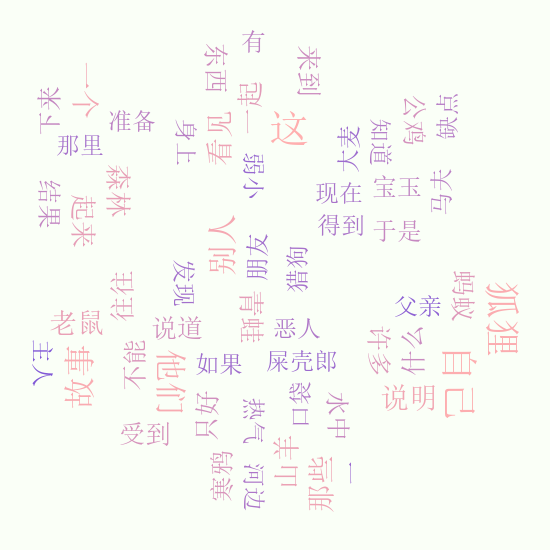 有
东西
来到
一个
一起
下来
准备
公鸡
缺点
这
身上
看见
知道
大麦
那里
弱小
森林
马夫
宝玉
现在
结果
起来
别人
得到
于是
朋友
猎狗
发现
往往
蚂蚁
狐狸
父亲
青蛙
老鼠
说道
恶人
许多
什么
主人
故事
不能
他们
如果
屎壳郎
自己
口袋
说明
只好
水中
热气
受到
山羊
寒鸦
河边
那些
一